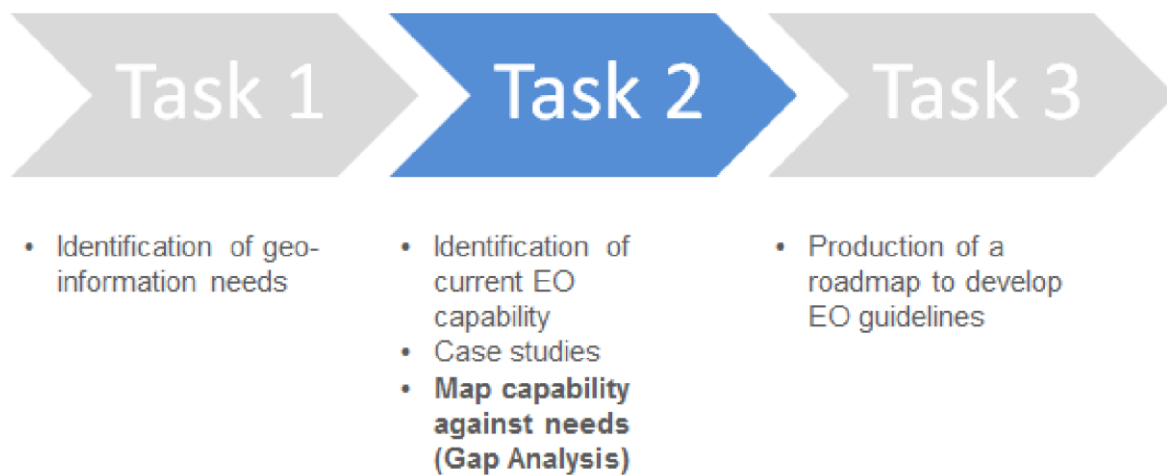 Task 1
Task 2
Task 3
• Identification of geo-
information needs
• Identification of
current EO
capability
• Case studies
• Map capability
against needs
(Gap Analysis)
• Production of a
roadmap to develop
EO guidelines